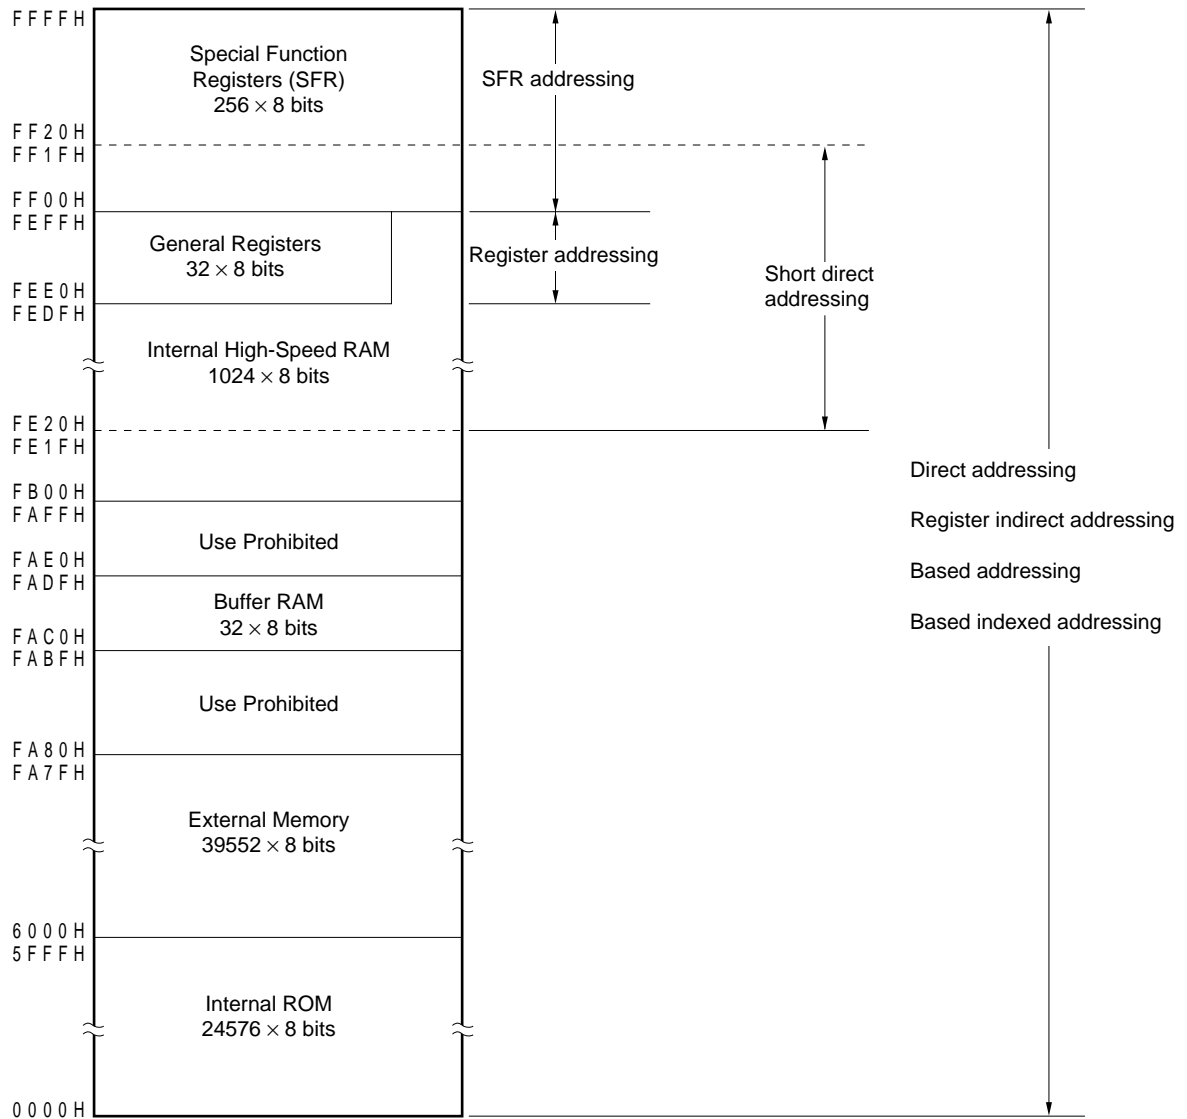 FFFFH
Special Function
Registers (SFR)
256 × 8 bits
SFR addressing
FF20H
FF1FH
FF00H
FEFFH
General Registers
32 × 8 bits
Register addressing
Short direct
addressing
FEE0H
FEDFH
Internal High-Speed RAM
1024 × 8 bits
FE20H
FE1FH
Direct addressing
Register indirect addressing
Based addressing
Based indexed addressing
FB00H
FAFFH
Use Prohibited
FAE0H
FADFH
Buffer RAM
32 × 8 bits
FAC0H
FABFH
Use Prohibited
FA80H
FA7FH
External Memory
39552 × 8 bits
6000H
5FFFH
Internal ROM
24576 × 8 bits
0000H